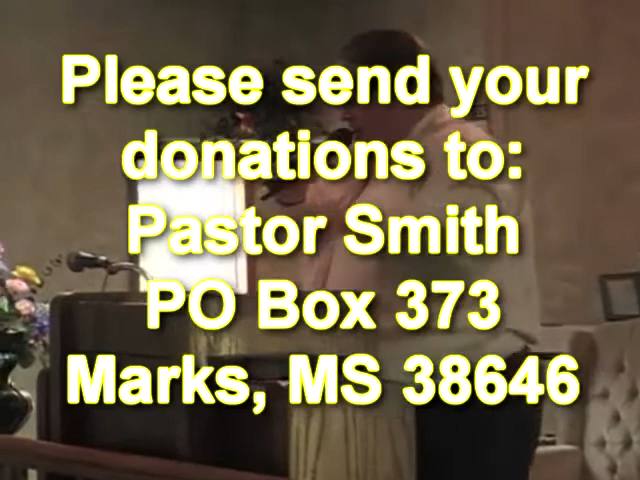 Please send your
donations to:
Pastor Smith
PO Box 373
Marks, MS 38646